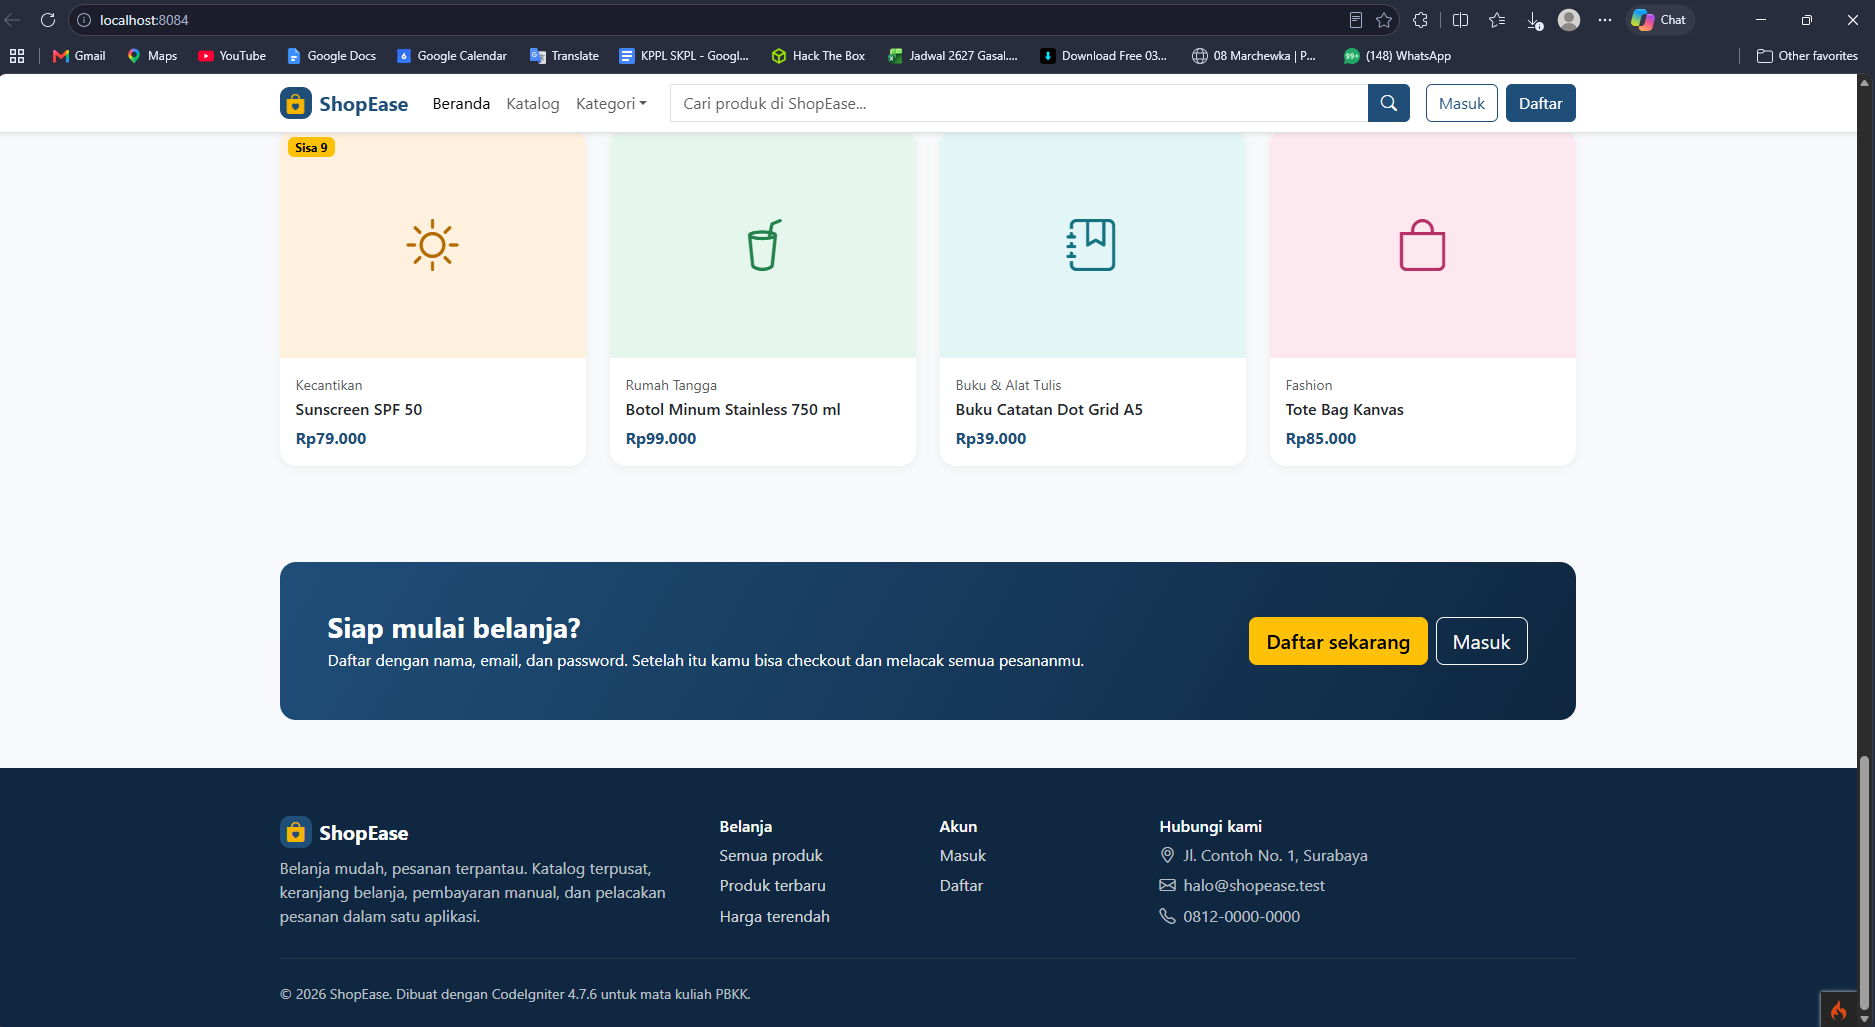 localhost:8084
Chat
Gmail
Maps
YouTube
Google Docs
6
Google Calendar
Translate
KPPL SKPL - Googl...
Hack The Box
Jadwal 2627 Gasal....
Download Free 03...
08 Marchewka | P...
99+
(148) WhatsApp
Other favorites
ShopEase
Beranda
Katalog
Kategori
Cari produk di ShopEase...
Masuk
Daftar
Sisa 9
Kecantikan
Sunscreen SPF 50
Rp79.000
Rumah Tangga
Botol Minum Stainless 750 ml
Rp99.000
Buku & Alat Tulis
Buku Catatan Dot Grid A5
Rp39.000
Fashion
Tote Bag Kanvas
Rp85.000
Siap mulai belanja?
Daftar dengan nama, email, dan password. Setelah itu kamu bisa checkout dan melacak semua pesananmu.
Daftar sekarang
Masuk
ShopEase
Belanja mudah, pesanan terpantau. Katalog terpusat,
keranjang belanja, pembayaran manual, dan pelacakan
pesanan dalam satu aplikasi.
Belanja
Semua produk
Produk terbaru
Harga terendah
Akun
Masuk
Daftar
Hubungi kami
Jl. Contoh No. 1, Surabaya
halo@shopease.test
0812-0000-0000
© 2026 ShopEase. Dibuat dengan CodeIgniter 4.7.6 untuk mata kuliah PBKK.